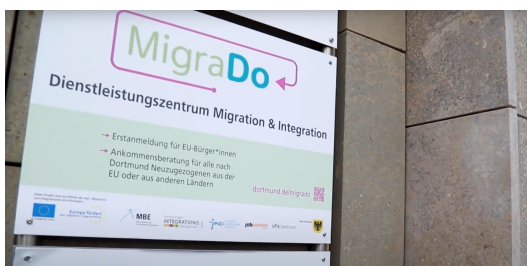 MigraDo
Dienstleistungszentrum Migration & Integration
→ Erstanmeldung für EU-Bürger*innen
→ Ankommensberatung für alle nach
Dortmund Neuzugezogenen aus der
EU oder aus anderen Ländern
dortmund.de/migrado
MBE
INTEGRATIONS
jobcenter